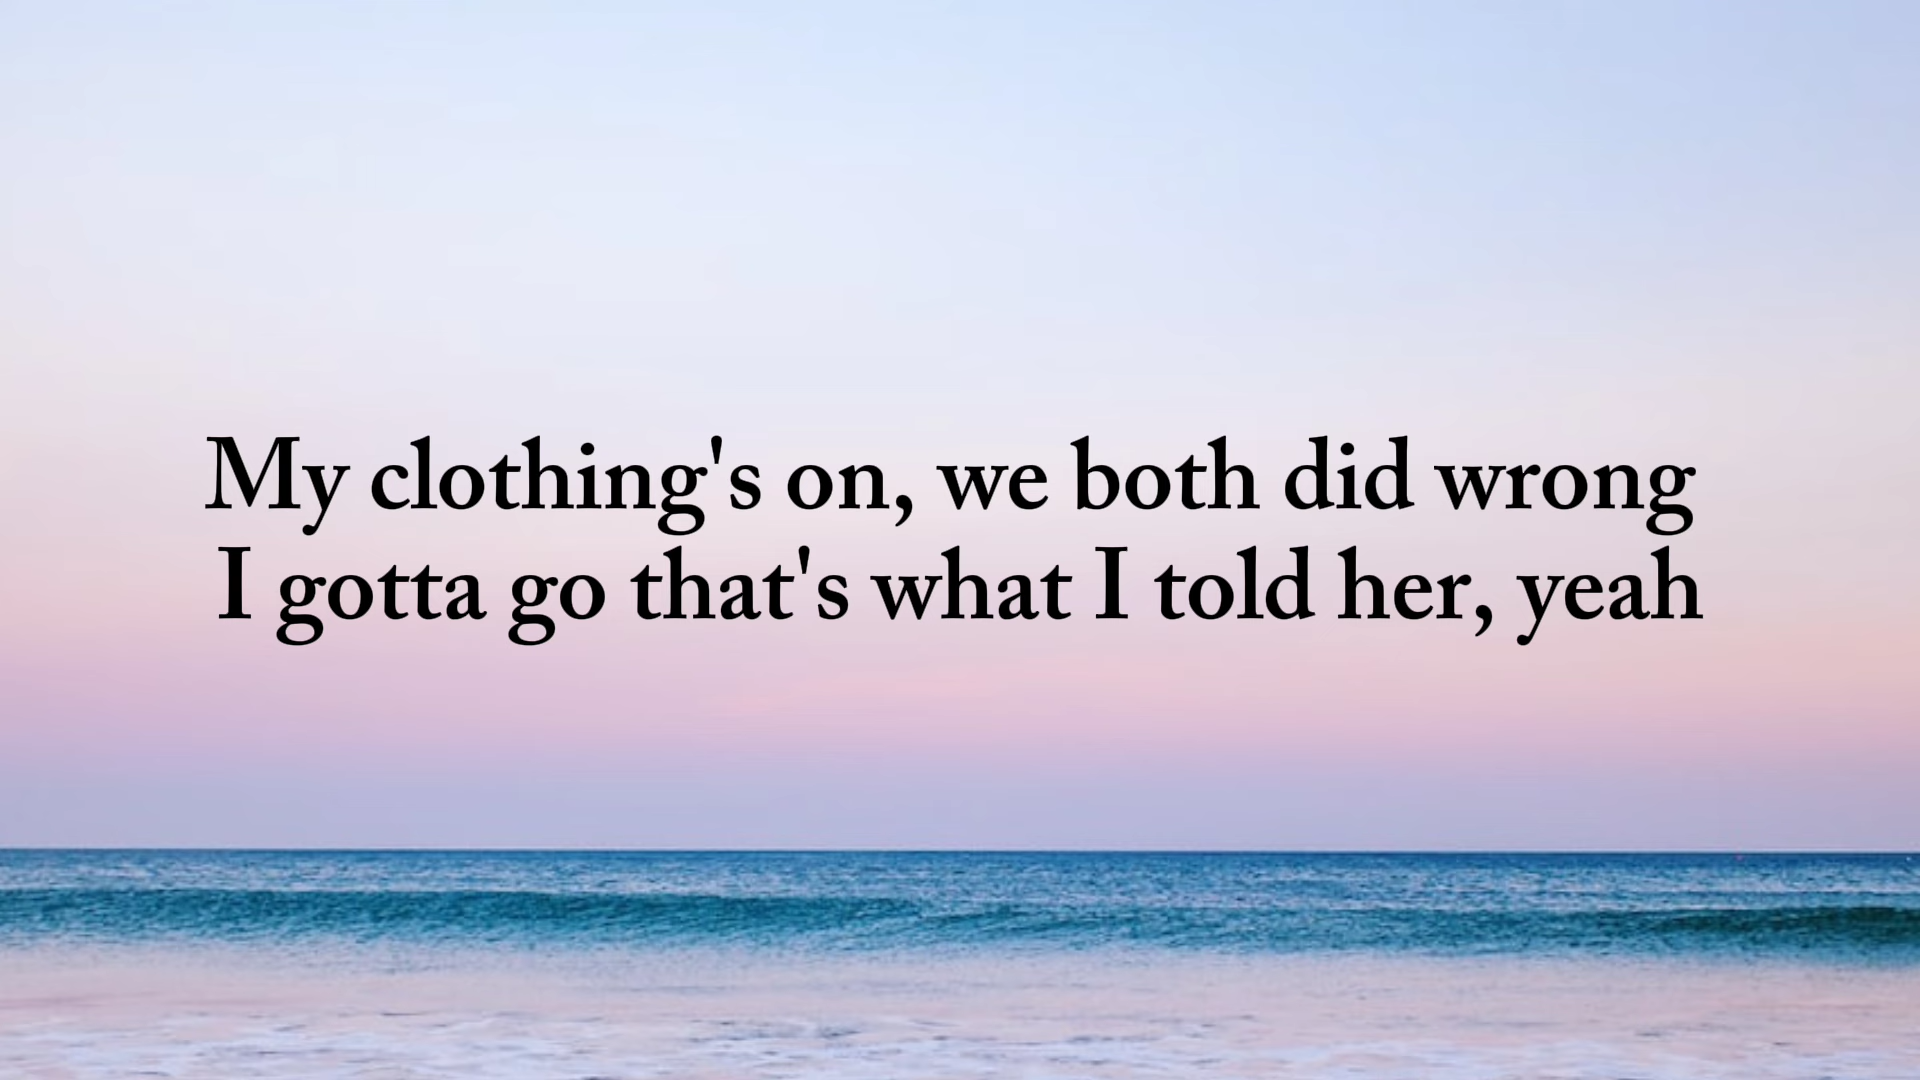 My clothing's on, we both did wrong
I gotta go that's what I told her, yeah